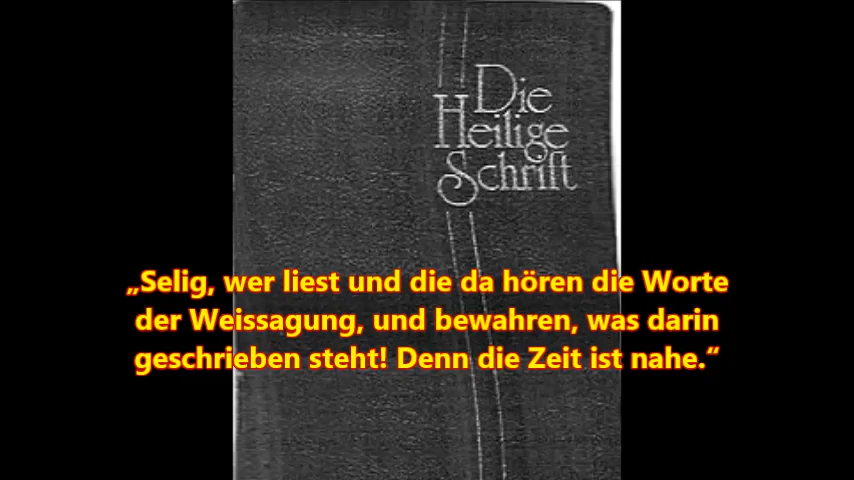 Die
Heilige
Schrift
„Selig, wer liest und die da hören die Worte
der Weissagung, und bewahren, was darin
geschrieben steht! Denn die Zeit ist nahe.“